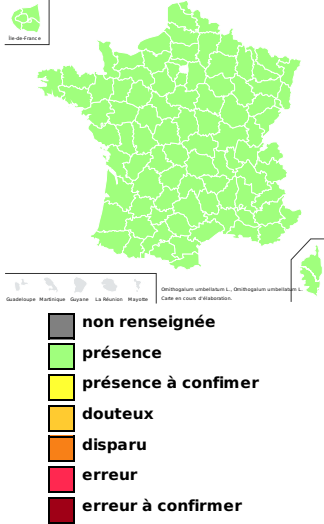 Île-de-France
Guadeloupe Martinique Guyane La Réunion Mayotte
Ornithogalum umbellatum L., Ornithogalum umbellatum L.
Carte en cours d'élaboration.
non renseignée
présence
présence à confimer
douteux
disparu
erreur
erreur à confirmer